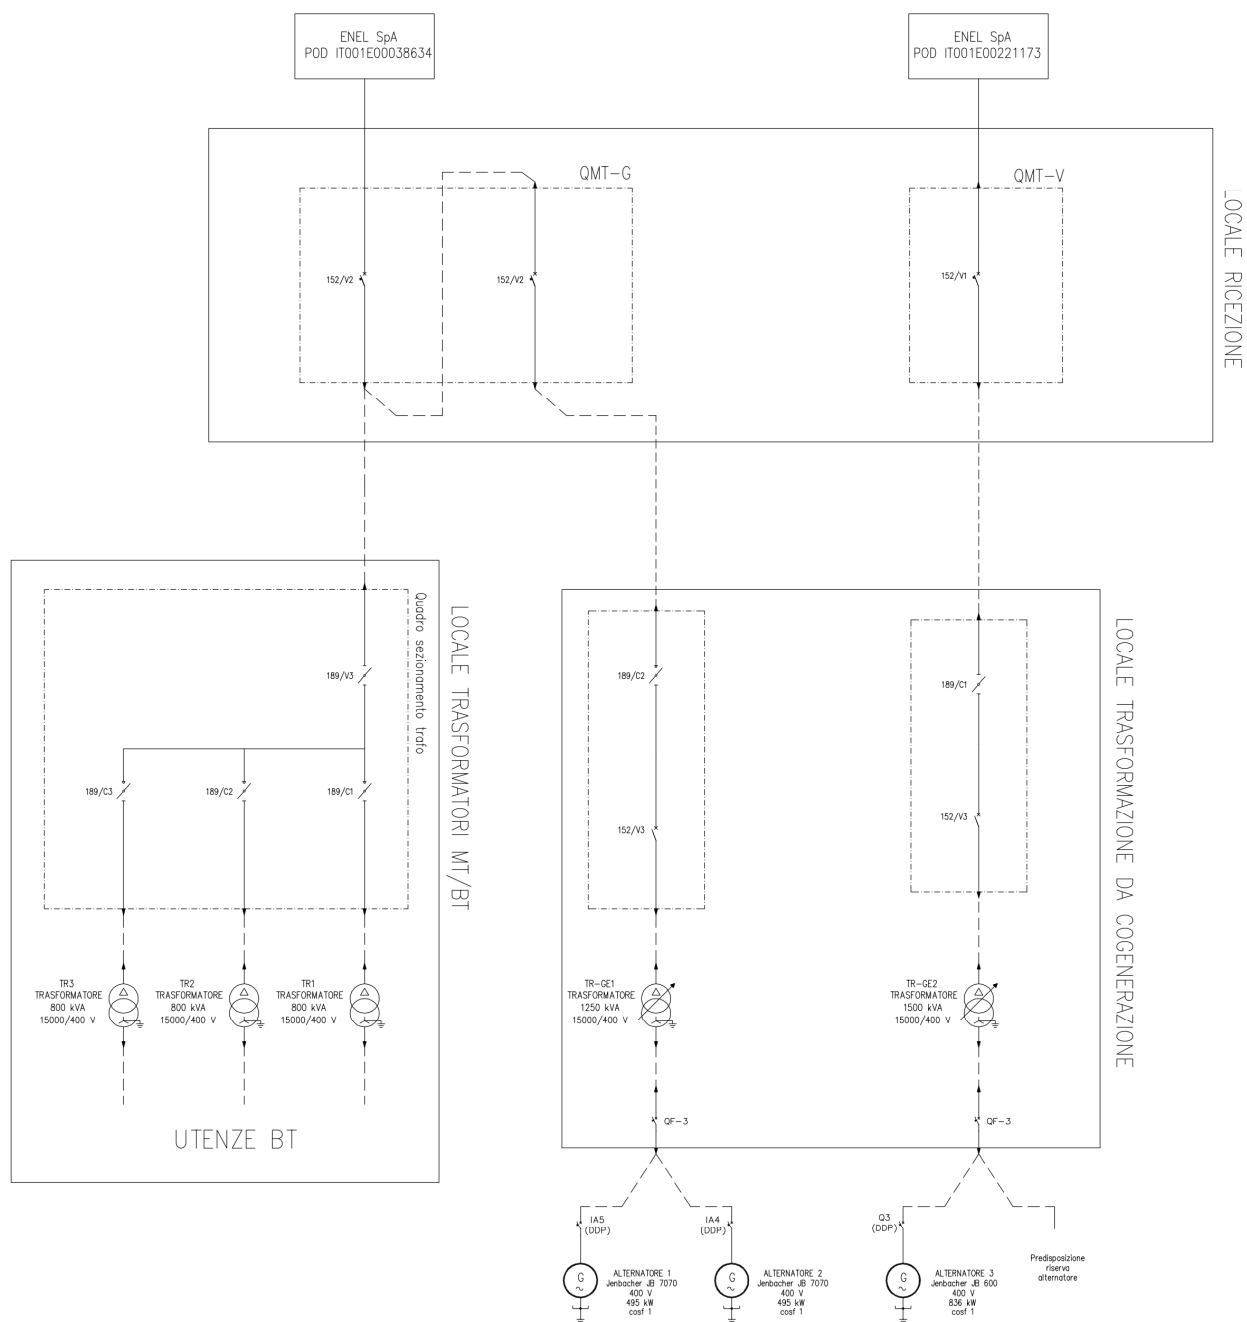 ENEL SpA
POD IT001E00038634
ENEL SpA
POD IT001E00221173
QMT-G
QMT-V
LOCALE RICEZIONE
152/V2
152/V2
152/V1
Quadro sezionamento trafo
LOCALE TRASFORMATORI MT/BT
LOCALE TRASFORMAZIONE DA COGENERAZIONE
189/V3
189/C2
189/C1
189/C3
189/C2
189/C1
152/V3
152/V3
TR3
TRASFORMATORE
800 kVA
15000/400 V
TR2
TRASFORMATORE
800 kVA
15000/400 V
TR1
TRASFORMATORE
800 kVA
15000/400 V
TR-GE1
TRASFORMATORE
1250 kVA
15000/400 V
TR-GE2
TRASFORMATORE
1500 kVA
15000/400 V
UTENZE BT
QF-3
QF-3
IA5
(DDP)
IA4
(DDP)
Q3
(DDP)
Predisposizione
riserva
alternatore
G
ALTERNATORE 1
Jenbacher JB 7070
400 V
495 kW
cosf 1
G
ALTERNATORE 2
Jenbacher JB 7070
400 V
495 kW
cosf 1
G
ALTERNATORE 3
Jenbacher JB 600
400 V
836 kW
cosf 1